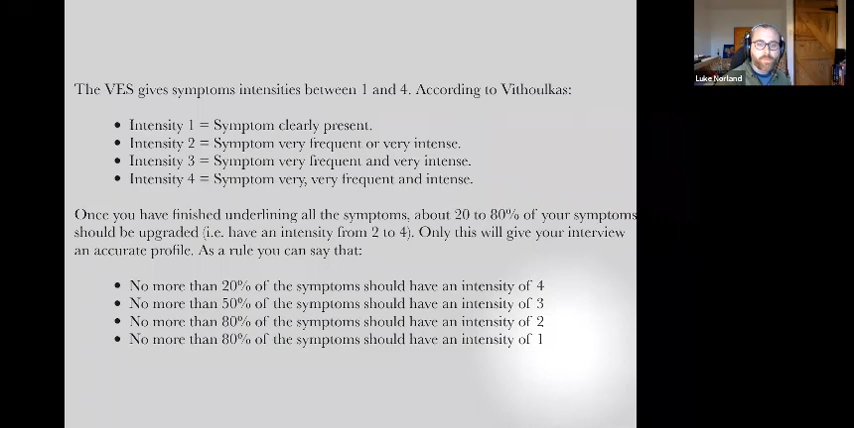 The VES gives symptoms intensities between 1 and 4. According to Vithoulkas:
• Intensity 1 = Symptom clearly present.
• Intensity 2 = Symptom very frequent or very intense.
• Intensity 3 = Symptom very frequent and very intense.
• Intensity 4 = Symptom very, very frequent and intense.
Once you have finished underlining all the symptoms, about 20 to 80% of your symptoms
should be upgraded (i.e. have an intensity from 2 to 4). Only this will give your interview
an accurate profile. As a rule you can say that:
• No more than 20% of the symptoms should have an intensity of 4
• No more than 50% of the symptoms should have an intensity of 3
• No more than 80% of the symptoms should have an intensity of 2
• No more than 80% of the symptoms should have an intensity of 1
Luke Norland